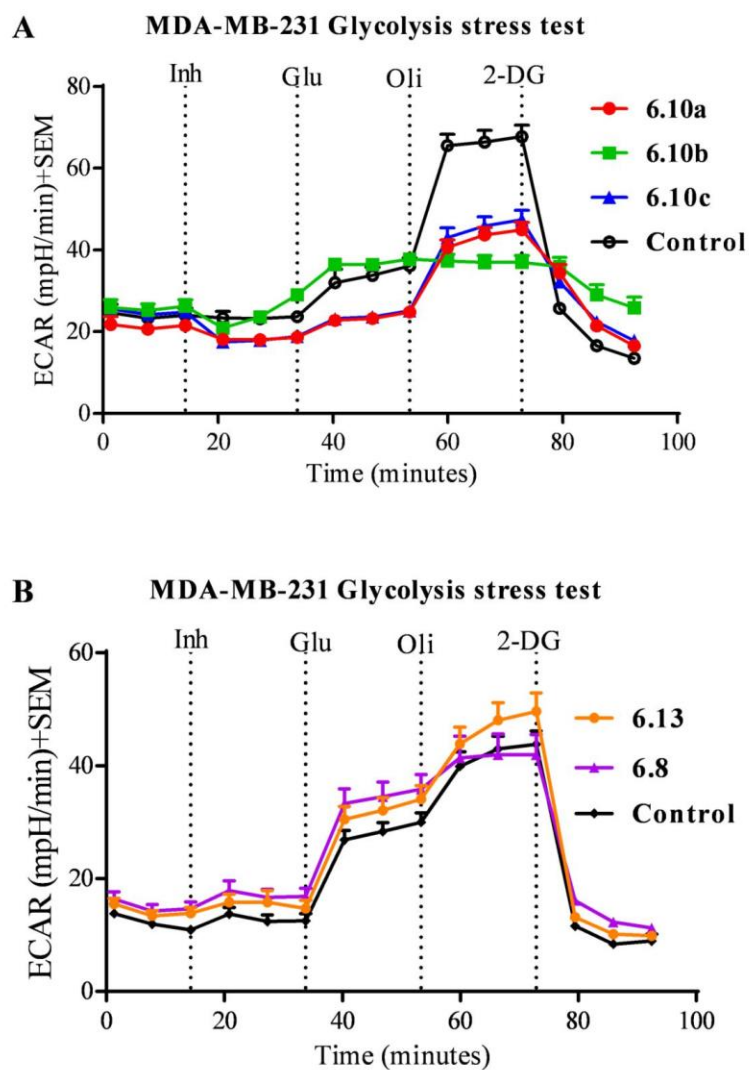 A
MDA-MB-231 Glycolysis stress test
Inh Glu Oli 2-DG
ECAR (mpH/min)+SEM
80
60
40
20
0
0 20 40 60 80 100
Time (minutes)
6.10a
6.10b
6.10c
Control
B
MDA-MB-231 Glycolysis stress test
Inh Glu Oli 2-DG
ECAR (mpH/min)+SEM
60
40
20
0
0 20 40 60 80 100
Time (minutes)
6.13
6.8
Control